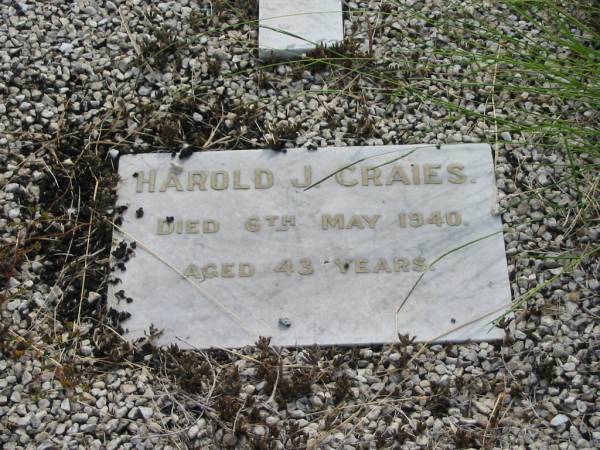 HAROLD J. CRAIES.
DIED 6TH MAY 1940.
AGED 43 YEARS.